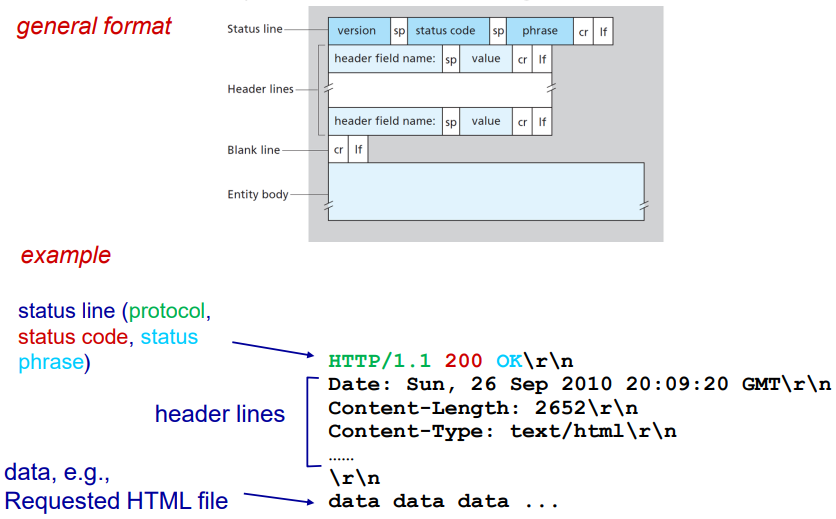 general format
Status line
version sp status code sp phrase cr lf
header field name: sp value cr lf
Header lines
header field name: sp value cr lf
Blank line
cr lf
Entity body
example
status line (protocol,
status code, status
phrase)
HTTP/1.1 200 OK\r\n
Date: Sun, 26 Sep 2010 20:09:20 GMT\r\n
header lines
Content-Length: 2652\r\n
Content-Type: text/html\r\n
......
\r\n
data, e.g.,
Requested HTML file
data data data ...